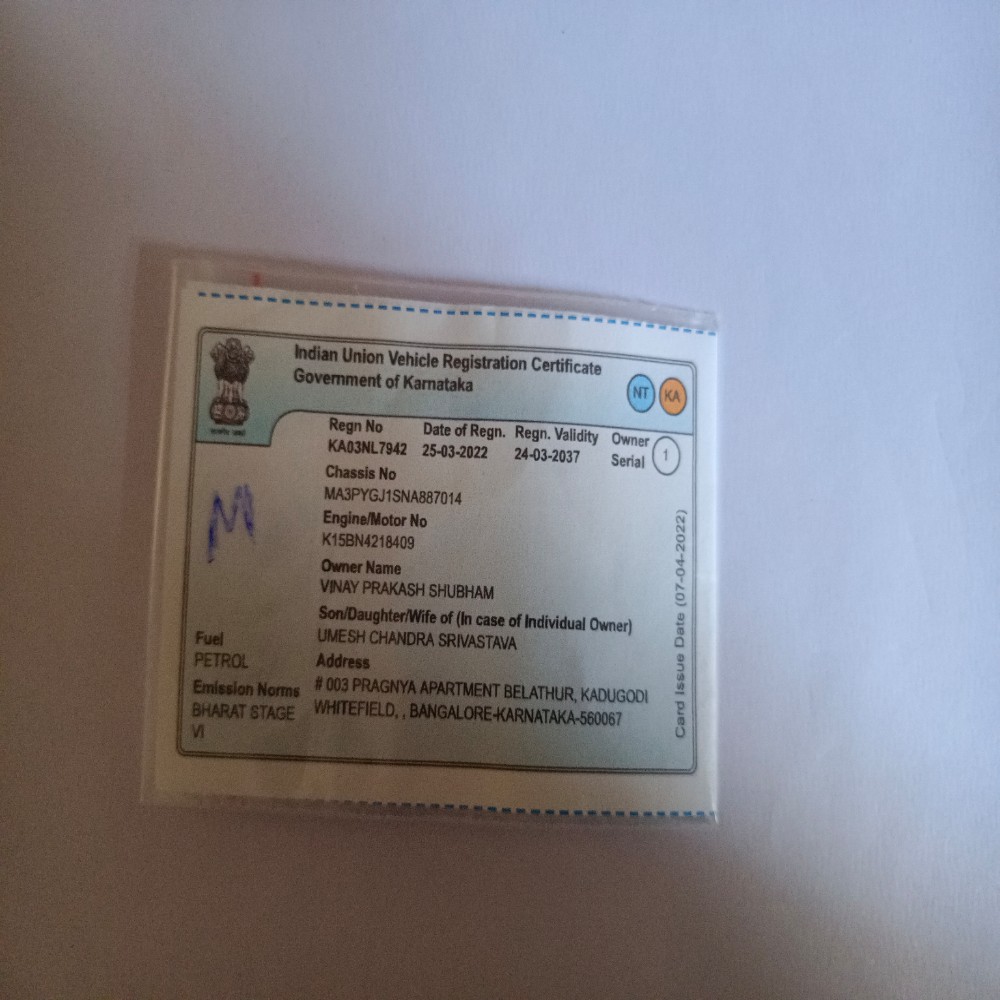 Indian Union Vehicle Registration Certificate
Government of Karnataka
NT KA
Regn No Date of Regn. Regn. Validity Owner Serial 1
KA03NL7942 25-03-2022 24-03-2037
Chassis No
MA3PYGJ1SNA887014
Engine/Motor No
K15BN4218409
Owner Name
VINAY PRAKASH SHUBHAM
Son/Daughter/Wife of (In case of Individual Owner)
UMESH CHANDRA SRIVASTAVA
Address
# 003 PRAGNYA APARTMENT BELATHUR, KADUGODI
WHITEFIELD, , BANGALORE-KARNATAKA-560067
Fuel
PETROL
Emission Norms
BHARAT STAGE
VI
Card Issue Date (07-04-2022)